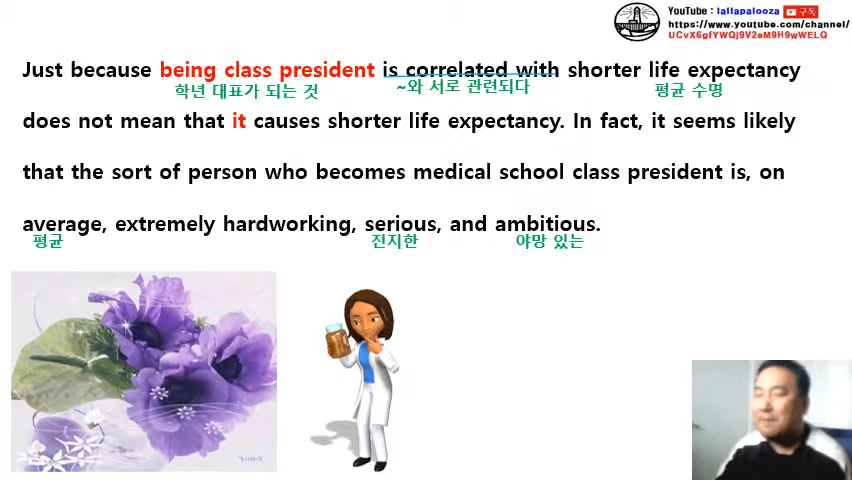 YouTube : lallapalooza 구독
https://www.youtube.com/channel/
UCvX6gfYWQj9V2eM9H9wWELQ
Just because being class president is correlated with shorter life expectancy
학년 대표가 되는 것 ~와 서로 관련되다 평균 수명
does not mean that it causes shorter life expectancy. In fact, it seems likely
that the sort of person who becomes medical school class president is, on
average, extremely hardworking, serious, and ambitious.
평균 진지한 야망 있는